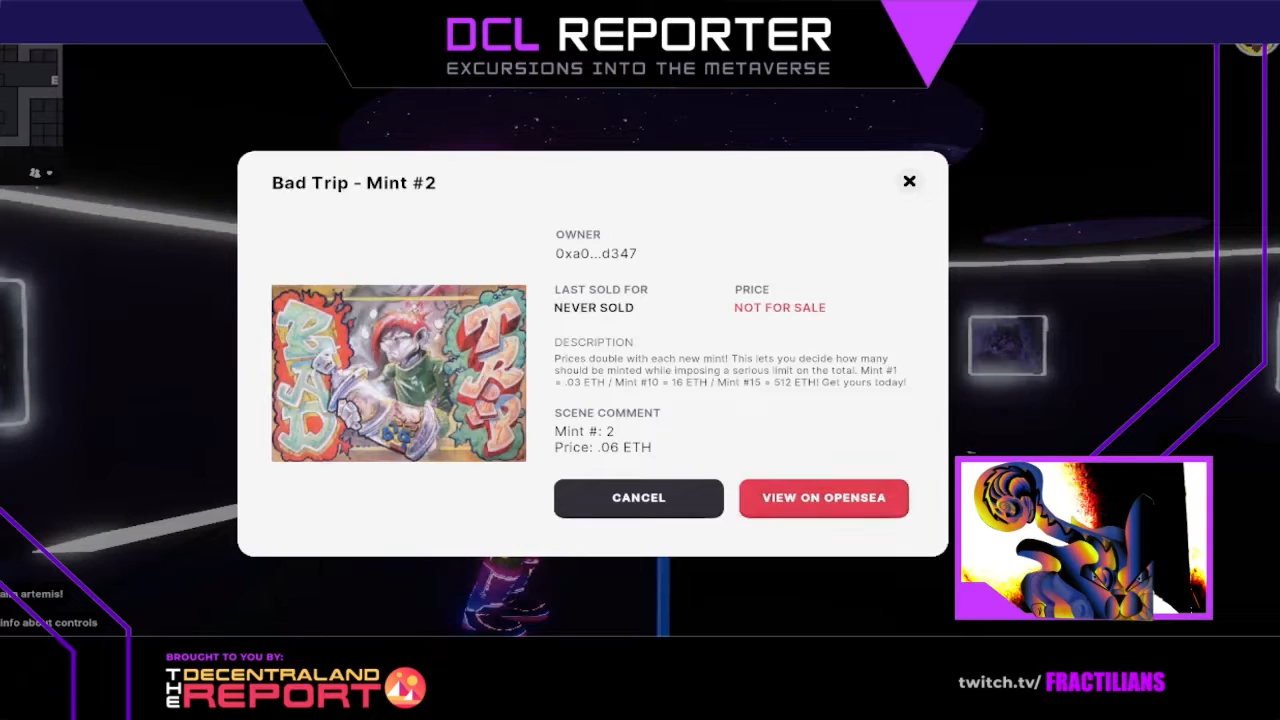 DCL REPORTER
EXCURSIONS INTO THE METAVERSE
E
Bad Trip - Mint #2
OWNER
0xa0...d347
LAST SOLD FOR
PRICE
NEVER SOLD
NOT FOR SALE
DESCRIPTION
Prices double with each new mint! This lets you decide how many
should be minted while imposing a serious limit on the total. Mint #1
= .03 ETH / Mint #10 = 16 ETH / Mint #15 = 512 ETH! Get yours today!
BAD TRIP
SCENE COMMENT
Mint #: 2
Price: .06 ETH
CANCEL
VIEW ON OPENSEA
artemis!
info about controls
BROUGHT TO YOU BY:
THE DECENTRALAND
REPORT
twitch.tv/ FRACTILIANS